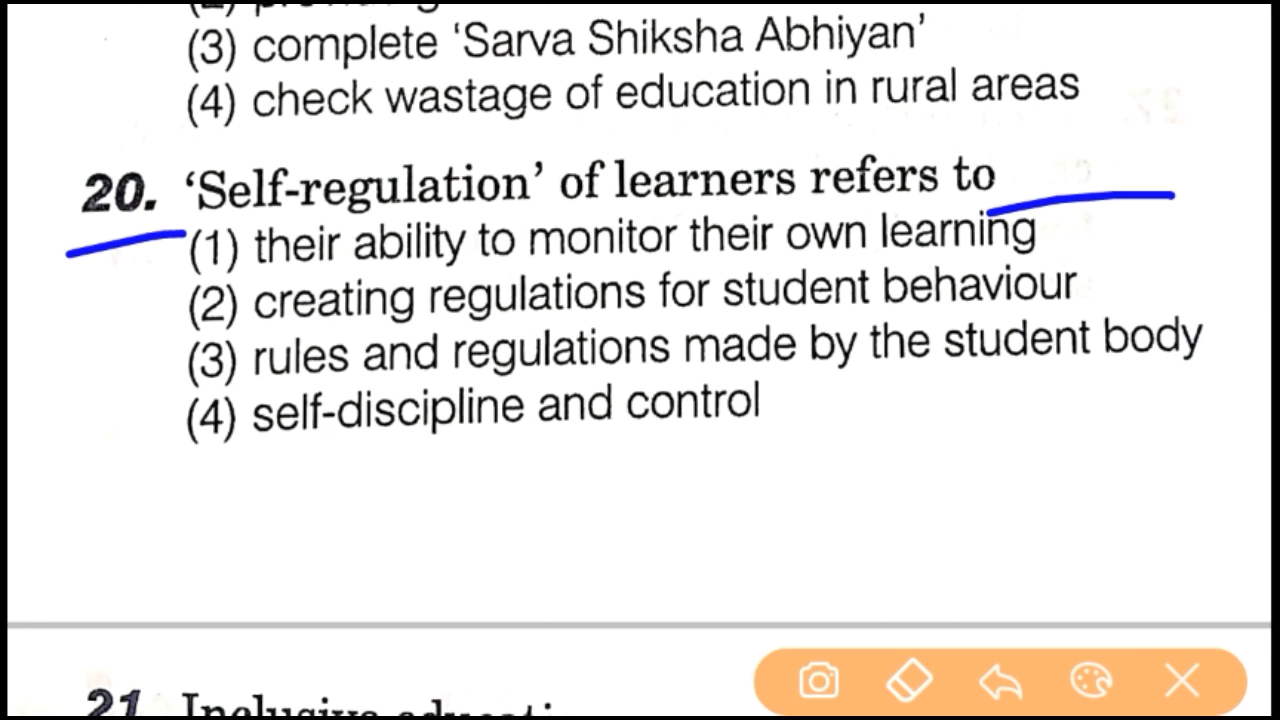 (3) complete ‘Sarva Shiksha Abhiyan’
(4) check wastage of education in rural areas
20. ‘Self-regulation’ of learners refers to
(1) their ability to monitor their own learning
(2) creating regulations for student behaviour
(3) rules and regulations made by the student body
(4) self-discipline and control
21 Inclusive